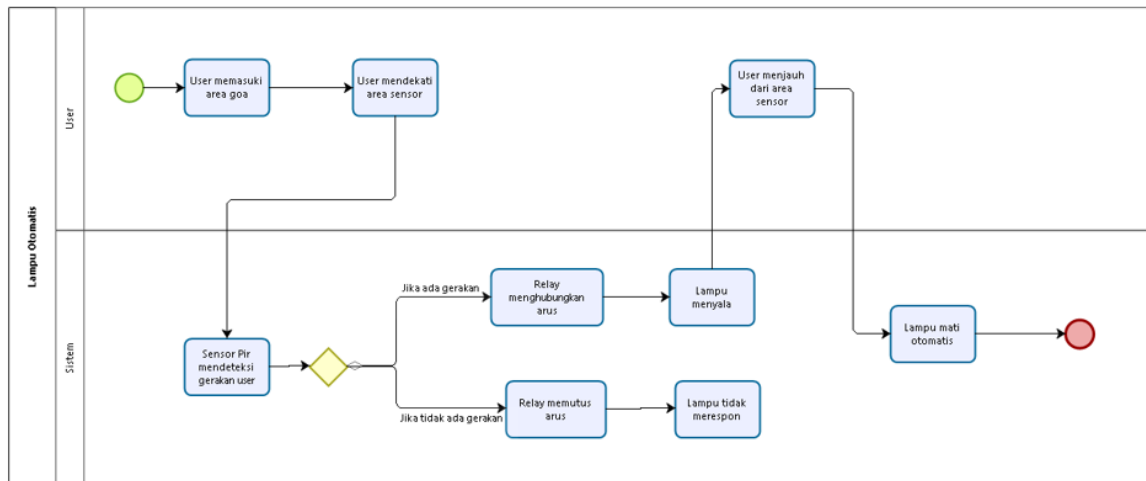 Lampu Otomatis
User
User memasuki
area goa
User mendekati
area sensor
User menjauh
dari area
sensor
Sistem
Sensor Pir
mendeteksi
gerakan user
Jika ada gerakan
Relay
menghubungkan
arus
Lampu
menyala
Jika tidak ada gerakan
Relay memutus
arus
Lampu tidak
merespon
Lampu mati
otomatis